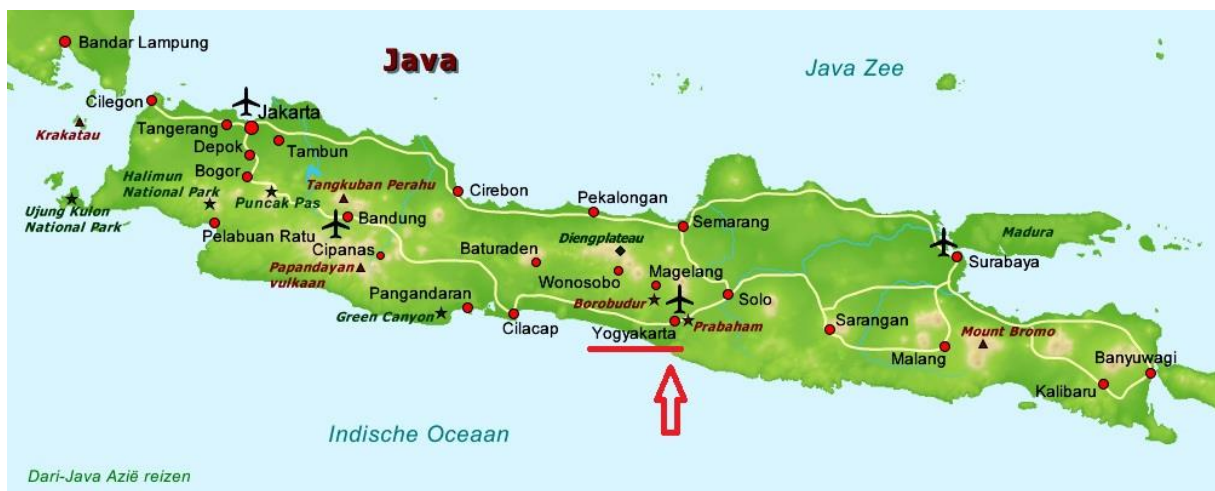 Java
Java Zee
Bandar Lampung
Cilegon
Krakatau
Jakarta
Tangerang
Depok
Tambun
Bogor
Halimun
National Park
Puncak Pas
Tangkuban Perahu
Ujung Kulon
National Park
Pelabuan Ratu
Bandung
Cipanas
Papandayan
vulkaan
Cirebon
Pekalongan
Semarang
Baturaden
Diengplateau
Wonosobo
Magelang
Borobudur
Pangandaran
Green Canyon
Cilacap
Yogyakarta
Prabaham
Solo
Madura
Surabaya
Sarangan
Malang
Mount Bromo
Banyuwagi
Kalibaru
Indische Oceaan
Dari-Java Azië reizen